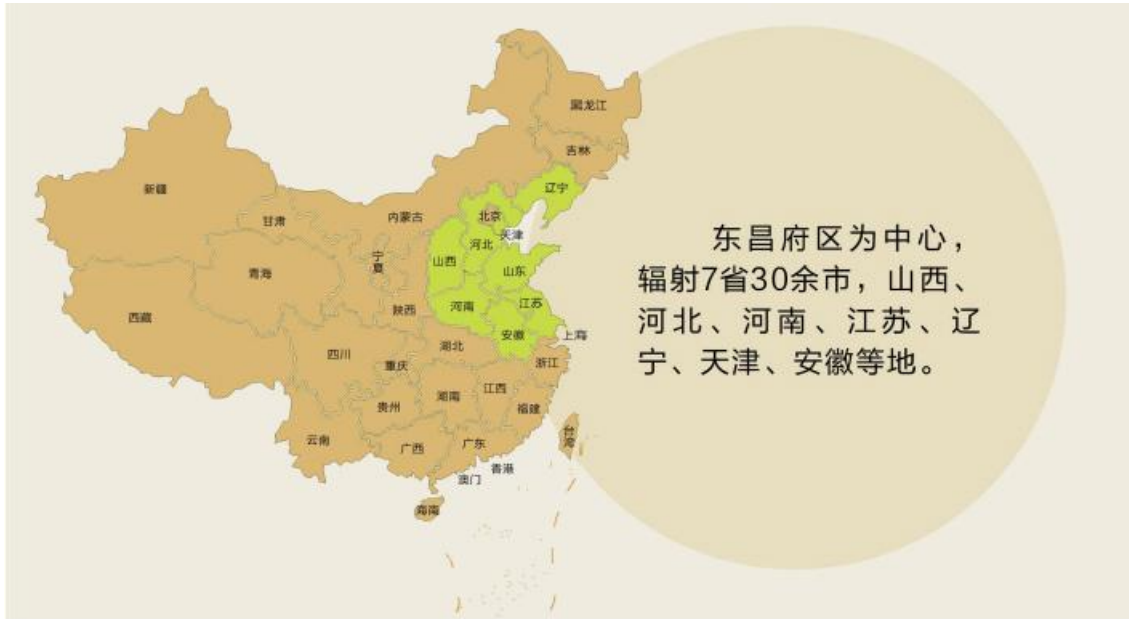 黑龙江
吉林
辽宁
新疆
甘肃
内蒙古
北京
天津
河北
宁夏
山西
山东
青海
陕西
河南
江苏
西藏
安徽
上海
四川
湖北
重庆
浙江
江西
湖南
贵州
福建
云南
广西
广东
台湾
香港
澳门
海南
东昌府区为中心，
辐射7省30余市，山西、
河北、河南、江苏、辽
宁、天津、安徽等地。